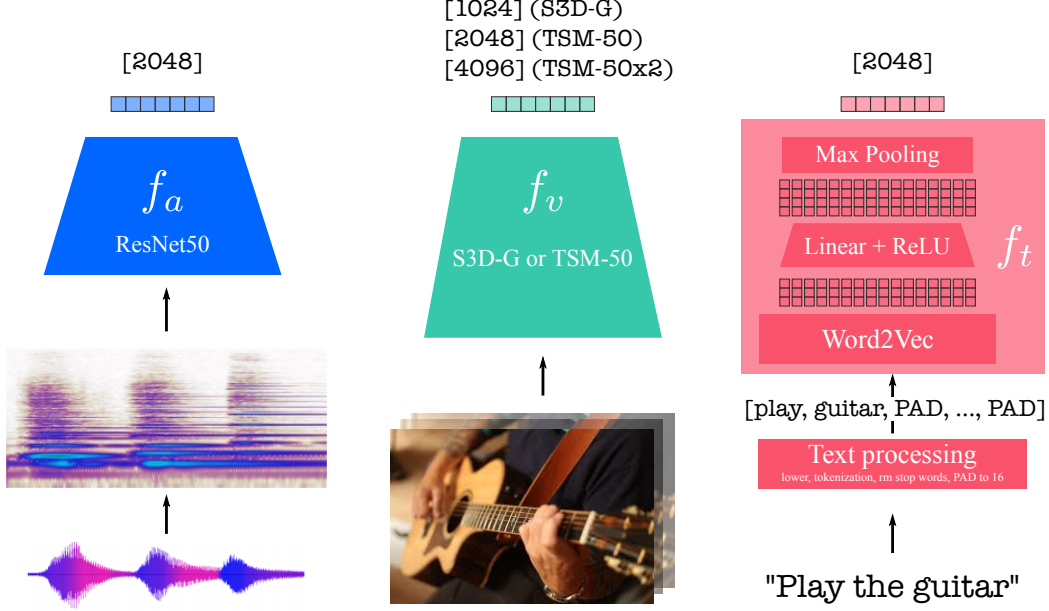 [2048]
f_a
ResNet50
[1024] (S3D-G)
[2048] (TSM-50)
[4096] (TSM-50x2)
f_v
S3D-G or TSM-50
[2048]
Max Pooling
Linear + ReLU
f_t
Word2Vec
[play, guitar, PAD, ..., PAD]
Text processing
lower, tokenization, rm stop words, PAD to 16
"Play the guitar"